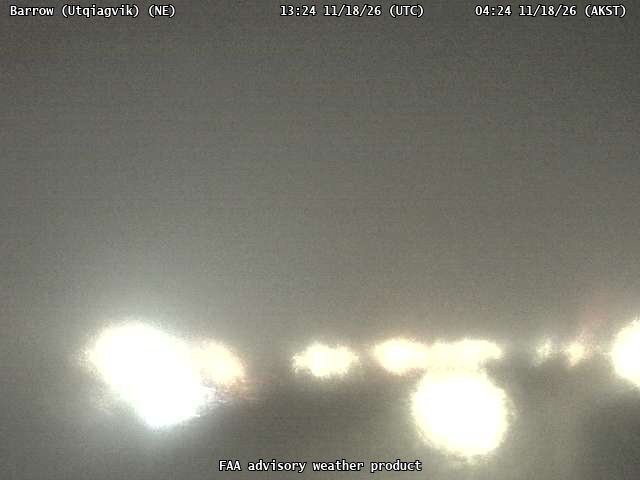 Barrow (Utqiagvik) (NE) 13:24 11/18/26 (UTC) 04:24 11/18/26 (AKST)
FAA advisory weather product